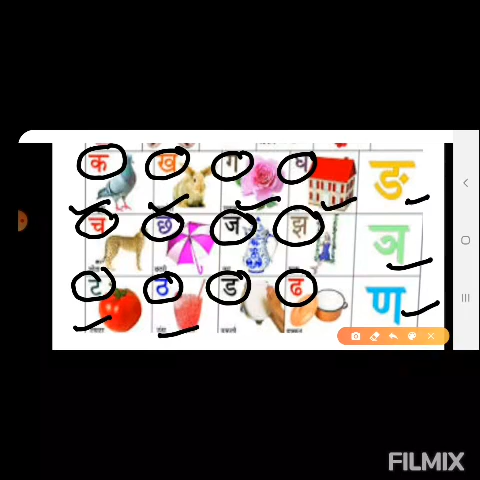 क ख ग घ ङ
च छ ज झ ञ
ट ठ ड ढ ण
FILMIX